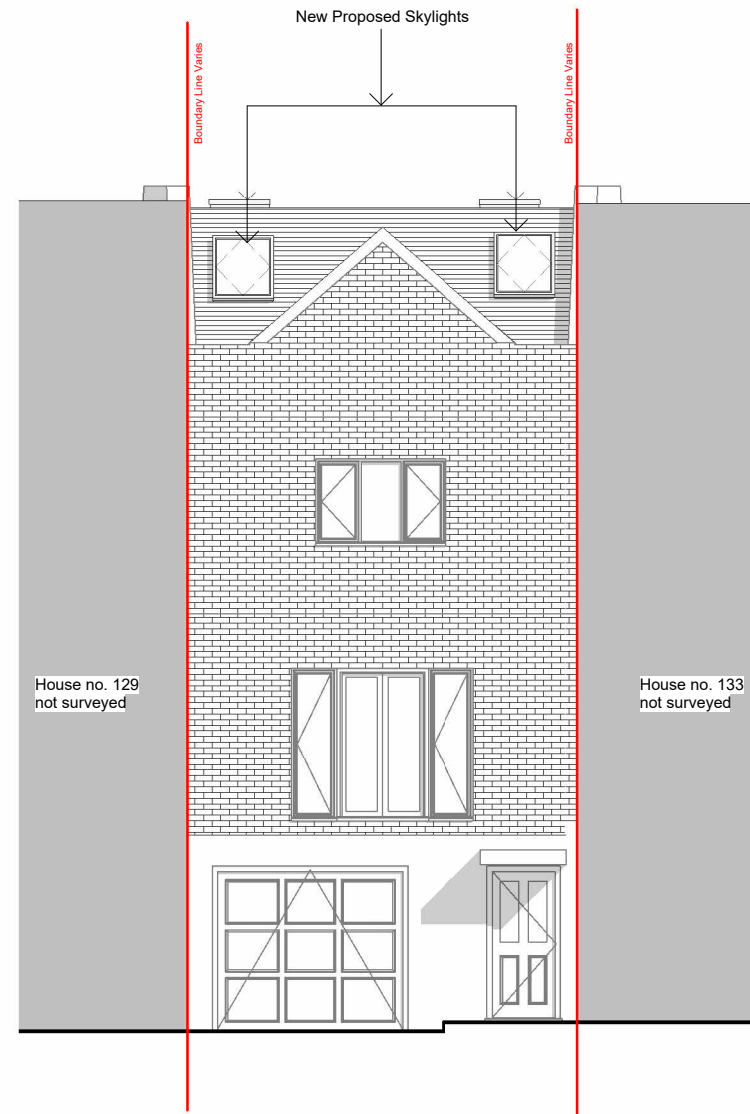 New Proposed Skylights
Boundary Line Varies
Boundary Line Varies
House no. 129
not surveyed
House no. 133
not surveyed